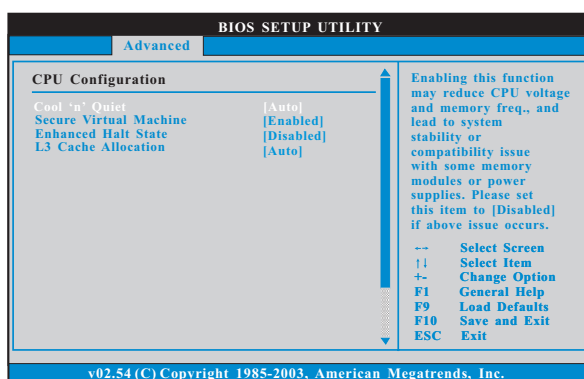 BIOS SETUP UTILITY
Advanced
CPU Configuration
Cool ‘n’ Quiet [Auto]
Secure Virtual Machine [Enabled]
Enhanced Halt State [Disabled]
L3 Cache Allocation [Auto]
Enabling this function
may reduce CPU voltage
and memory freq., and
lead to system
stability or
compatibility issue
with some memory
modules or power
supplies. Please set
this item to [Disabled]
if above issue occurs.
←→ Select Screen
↑↓ Select Item
+- Change Option
F1 General Help
F9 Load Defaults
F10 Save and Exit
ESC Exit
v02.54 (C) Copyright 1985-2003, American Megatrends, Inc.